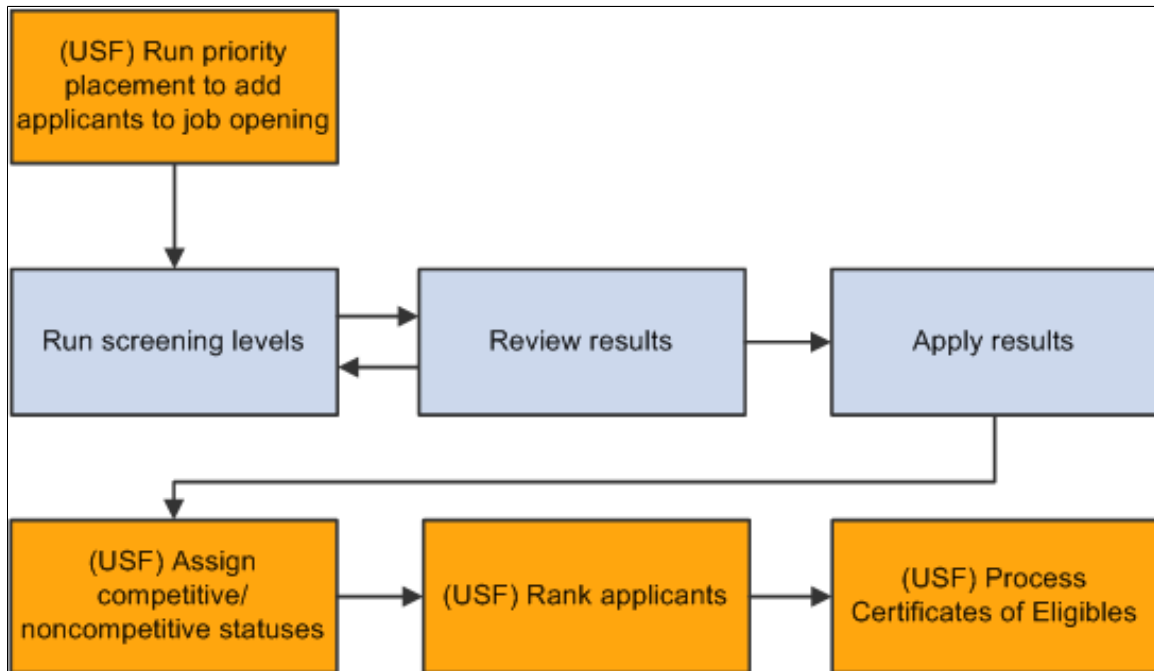 (USF) Run priority
placement to add
applicants to job opening
Run screening levels
Review results
Apply results
(USF) Assign
competitive/
noncompetitive statuses
(USF) Rank applicants
(USF) Process
Certificates of Eligibles